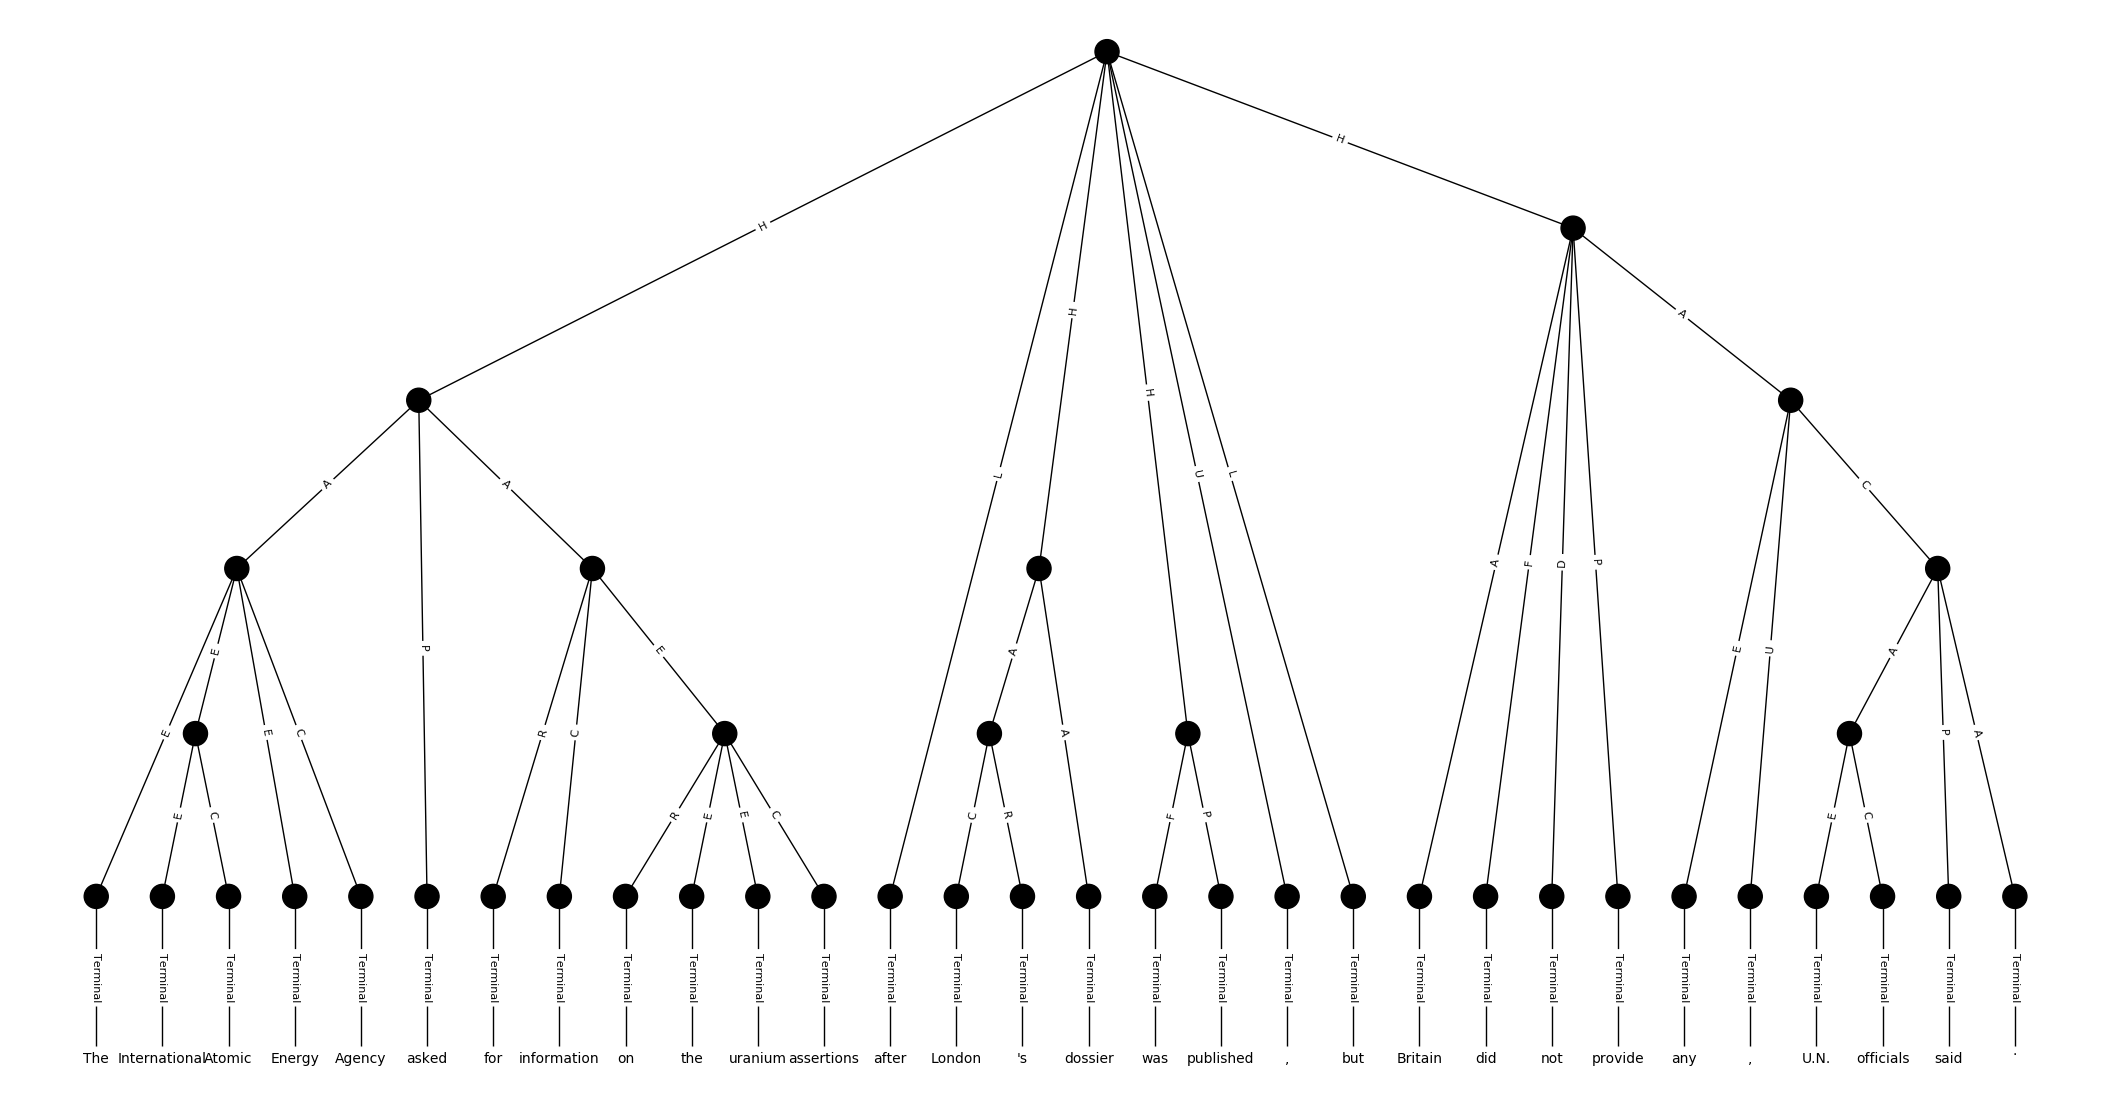 H
H
A
H
H
A
A
L
U
L
A
F
D
P
C
E
E
P
E
A
E
U
A
E
E
C
R
C
A
P
A
E
C
R
E
E
C
C
R
F
P
E
C
Terminal Terminal Terminal Terminal Terminal Terminal Terminal Terminal Terminal Terminal Terminal Terminal Terminal Terminal Terminal Terminal Terminal Terminal Terminal Terminal Terminal Terminal Terminal Terminal Terminal Terminal Terminal Terminal Terminal Terminal
The International Atomic Energy Agency asked for information on the uranium assertions after London 's dossier was published , but Britain did not provide any , U.N. officials said .